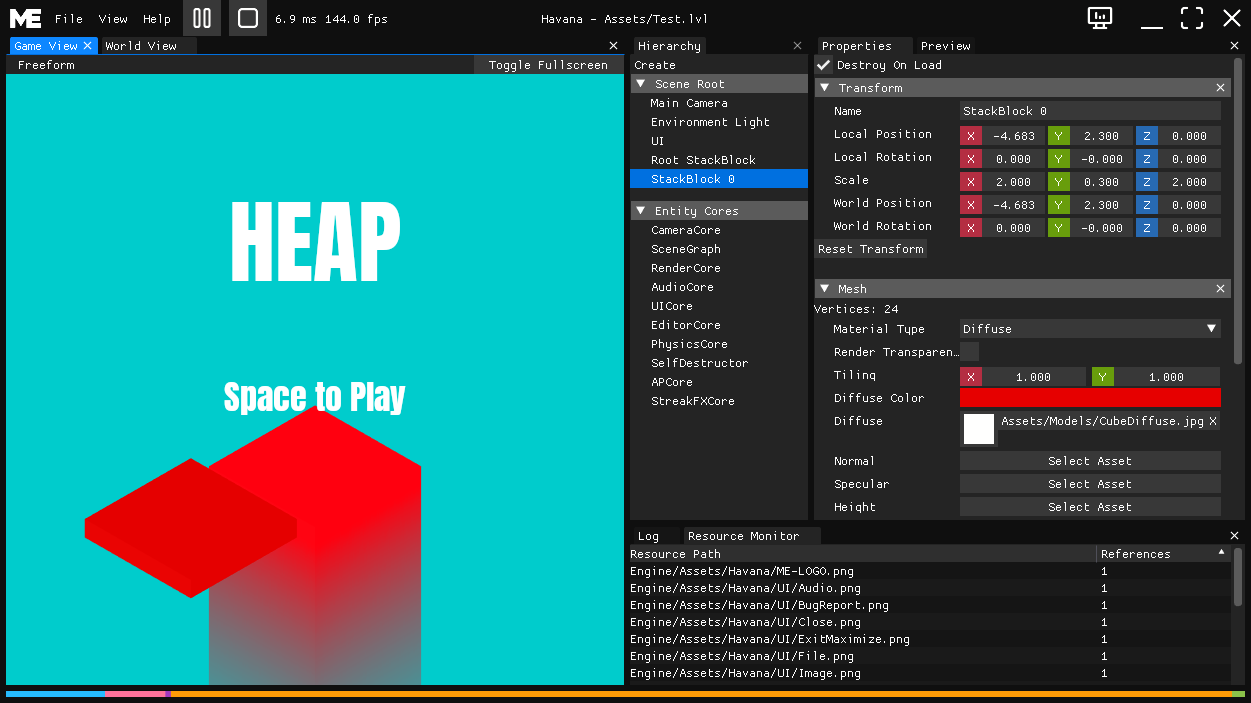 ME File View Help 6.9 ms 144.0 fps Havana - Assets/Test.lvl
Game View World View
Freeform Toggle Fullscreen
HEAP
Space to Play
Hierarchy
Create
Scene Root
Main Camera
Environment Light
UI
Root StackBlock
StackBlock 0
Entity Cores
CameraCore
SceneGraph
RenderCore
AudioCore
UICore
EditorCore
PhysicsCore
SelfDestructor
APCore
StreakFXCore
Properties Preview
Destroy On Load
Transform
Name StackBlock 0
Local Position X -4.683 Y 2.300 Z 0.000
Local Rotation X 0.000 Y -0.000 Z 0.000
Scale X 2.000 Y 0.300 Z 2.000
World Position X -4.683 Y 2.300 Z 0.000
World Rotation X 0.000 Y -0.000 Z 0.000
Reset Transform
Mesh
Vertices: 24
Material Type Diffuse
Render Transparen…
Tiling X 1.000 Y 1.000
Diffuse Color
Diffuse Assets/Models/CubeDiffuse.jpg X
Normal Select Asset
Specular Select Asset
Height Select Asset
Log Resource Monitor
Resource Path References
Engine/Assets/Havana/ME-LOGO.png 1
Engine/Assets/Havana/UI/Audio.png 1
Engine/Assets/Havana/UI/BugReport.png 1
Engine/Assets/Havana/UI/Close.png 1
Engine/Assets/Havana/UI/ExitMaximize.png 1
Engine/Assets/Havana/UI/File.png 1
Engine/Assets/Havana/UI/Image.png 1